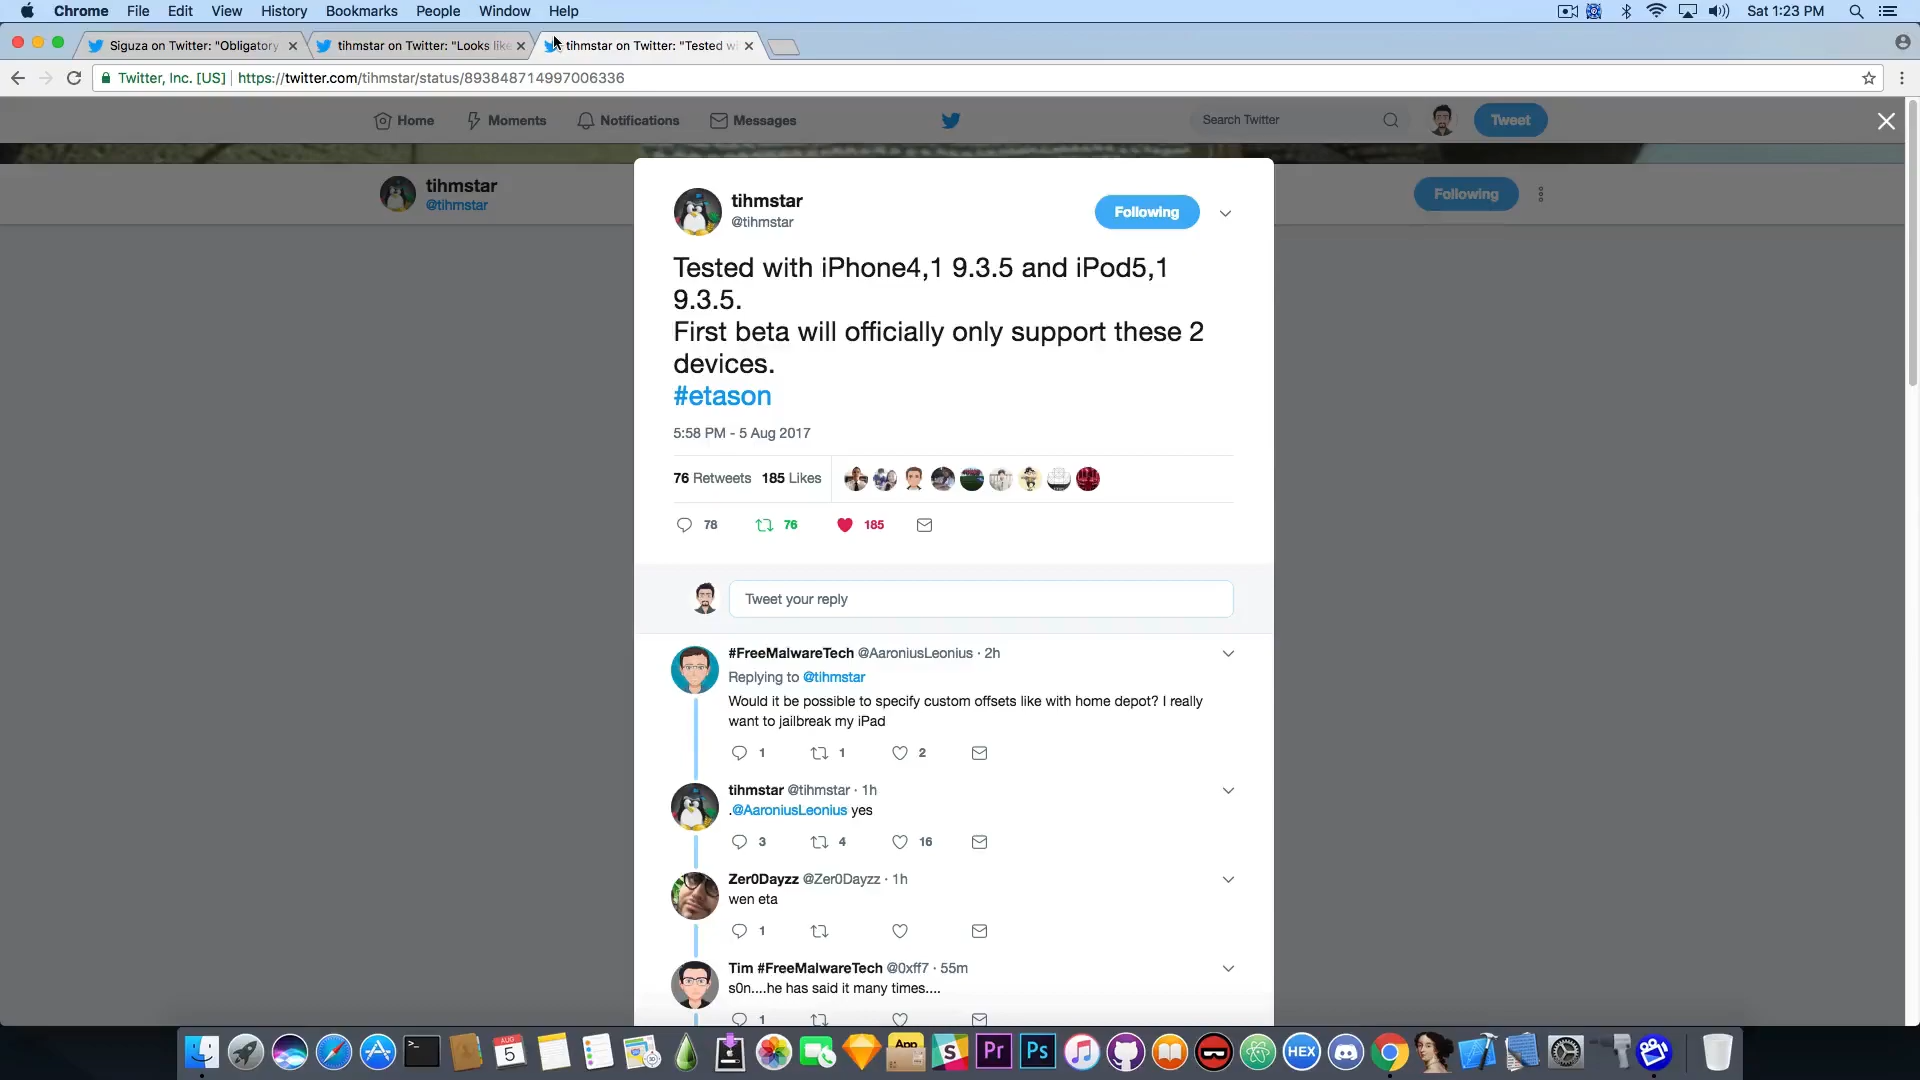 Chrome File Edit View History Bookmarks People Window Help Sat 1:23 PM
Siguza on Twitter: "Obligatory tihmstar on Twitter: "Looks like tihmstar on Twitter: "Tested wi
Twitter, Inc. [US] https://twitter.com/tihmstar/status/893848714997006336
Home Moments Notifications Messages Search Twitter Tweet
tihmstar
@tihmstar
Following
tihmstar
@tihmstar
Following
Tested with iPhone4,1 9.3.5 and iPod5,1
9.3.5.
First beta will officially only support these 2
devices.
#etason
5:58 PM - 5 Aug 2017
76 Retweets 185 Likes
78 76 185
Tweet your reply
#FreeMalwareTech @AaroniusLeonius · 2h
Replying to @tihmstar
Would it be possible to specify custom offsets like with home depot? I really
want to jailbreak my iPad
1 1 2
tihmstar @tihmstar · 1h
.@AaroniusLeonius yes
3 4 16
Zer0Dayzz @Zer0Dayzz · 1h
wen eta
1
Tim #FreeMalwareTech @0xff7 · 55m
s0n....he has said it many times....
1
AUG
5
App
Pr
Ps
HEX